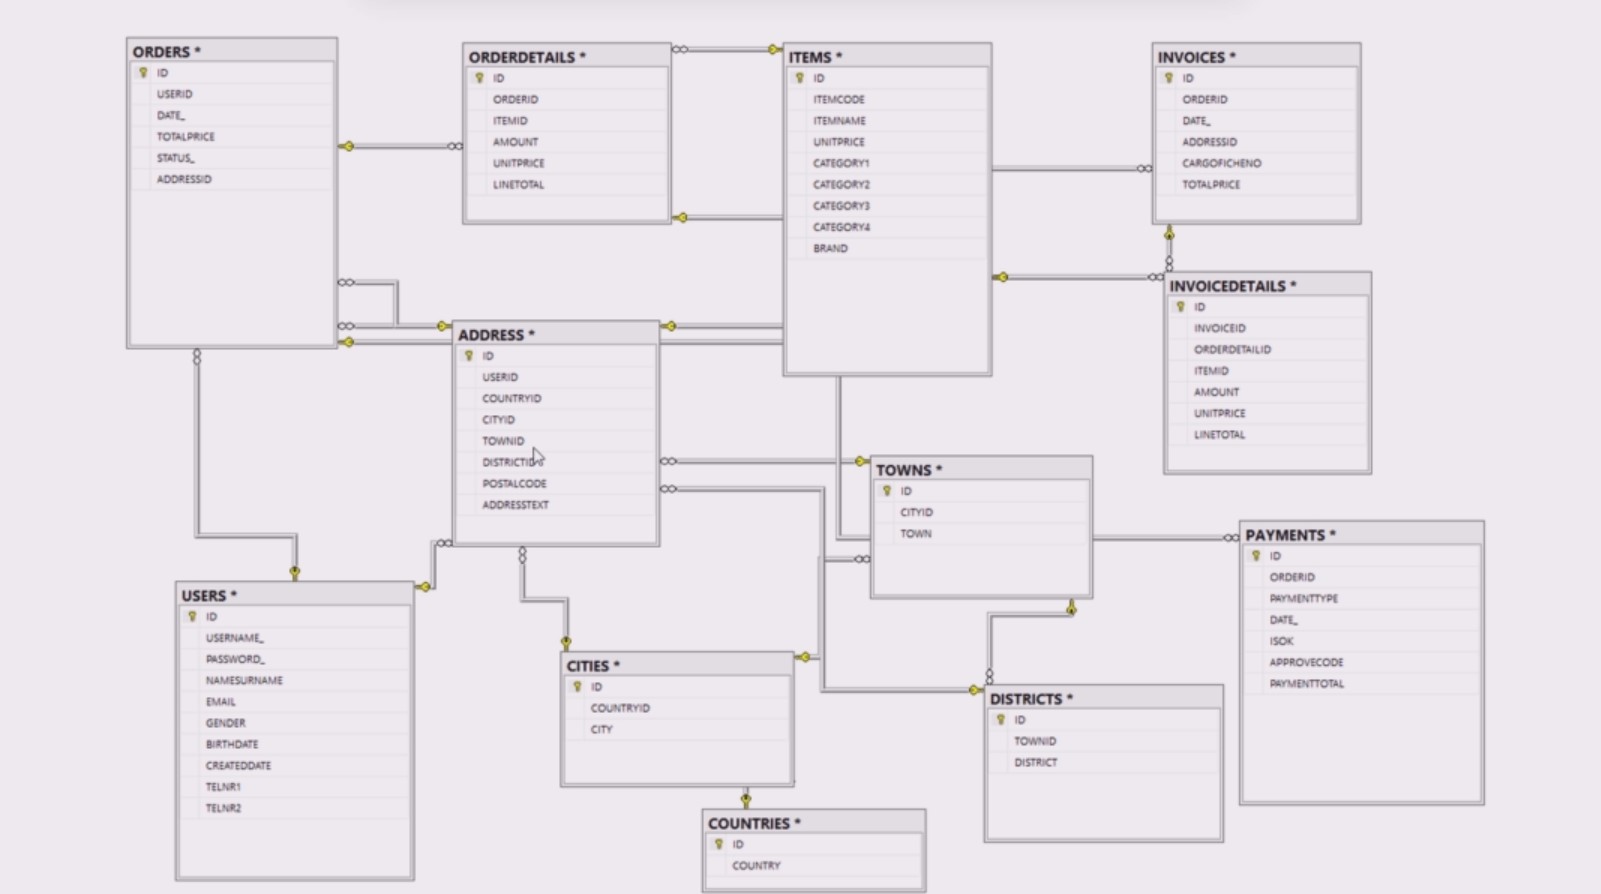 ORDERS *
ID
USERID
DATE_
TOTALPRICE
STATUS_
ADDRESSID
ORDERDETAILS *
ID
ORDERID
ITEMID
AMOUNT
UNITPRICE
LINETOTAL
ITEMS *
ID
ITEMCODE
ITEMNAME
UNITPRICE
CATEGORY1
CATEGORY2
CATEGORY3
CATEGORY4
BRAND
INVOICES *
ID
ORDERID
DATE_
ADDRESSID
CARGOFICHENO
TOTALPRICE
INVOICEDETAILS *
ID
INVOICEID
ORDERDETAILID
ITEMID
AMOUNT
UNITPRICE
LINETOTAL
ADDRESS *
ID
USERID
COUNTRYID
CITYID
TOWNID
DISTRICTID
POSTALCODE
ADDRESSTEXT
TOWNS *
ID
CITYID
TOWN
PAYMENTS *
ID
ORDERID
PAYMENTTYPE
DATE_
ISOK
APPROVECODE
PAYMENTTOTAL
USERS *
ID
USERNAME_
PASSWORD_
NAMESURNAME
EMAIL
GENDER
BIRTHDATE
CREATEDDATE
TELNR1
TELNR2
CITIES *
ID
COUNTRYID
CITY
DISTRICTS *
ID
TOWNID
DISTRICT
COUNTRIES *
ID
COUNTRY